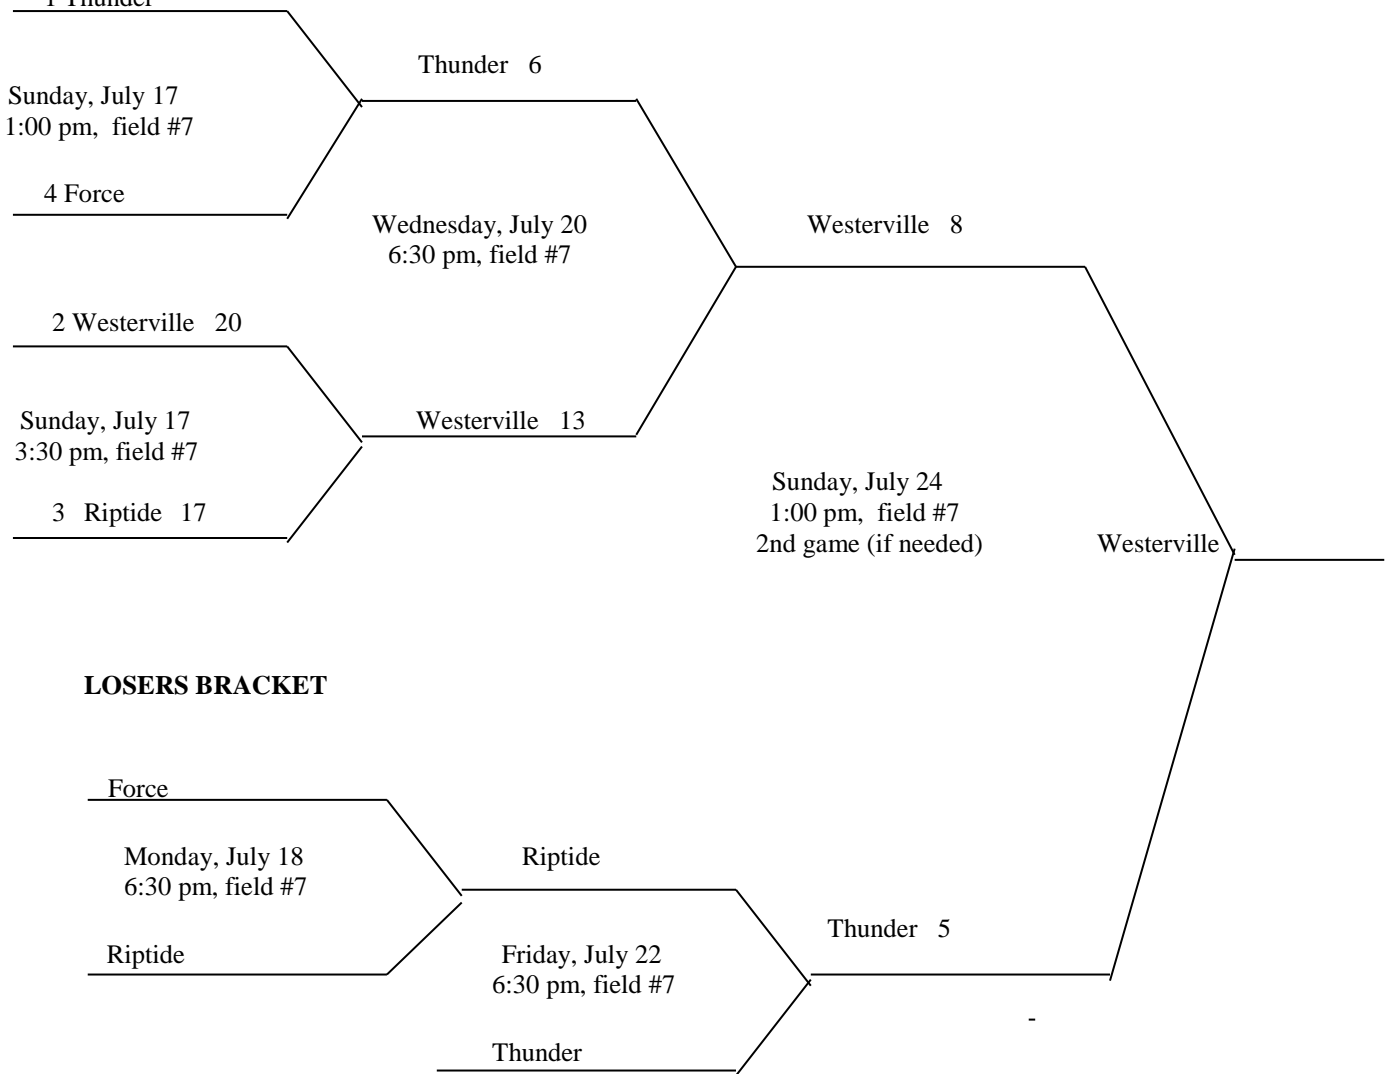 1 Thunder
Thunder 6
Sunday, July 17
1:00 pm, field #7
4 Force
Wednesday, July 20
6:30 pm, field #7
Westerville 8
2 Westerville 20
Sunday, July 17
3:30 pm, field #7
Westerville 13
3 Riptide 17
Sunday, July 24
1:00 pm, field #7
2nd game (if needed)
Westerville
LOSERS BRACKET
Force
Monday, July 18
6:30 pm, field #7
Riptide
Riptide
Thunder 5
Friday, July 22
6:30 pm, field #7
-
Thunder